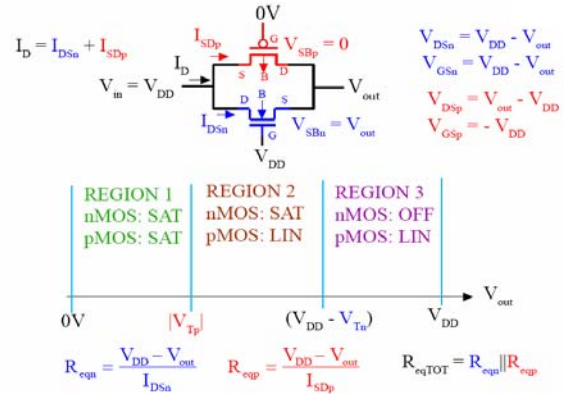 0V
I_D = I_DSn + I_SDp
I_SDp
G
V_SBp = 0
I_D
S B D
V_in = V_DD
V_out
D B S
I_DSn
G
V_SBn = V_out
V_DD
V_DSn = V_DD - V_out
V_GSn = V_DD - V_out
V_DSp = V_out - V_DD
V_GSp = - V_DD
REGION 1
nMOS: SAT
pMOS: SAT
REGION 2
nMOS: SAT
pMOS: LIN
REGION 3
nMOS: OFF
pMOS: LIN
V_out
0V
|V_Tp|
(V_DD - V_Tn)
V_DD
R_eqn = (V_DD – V_out) / I_DSn
R_eqp = (V_DD – V_out) / I_SDp
R_eqTOT = R_eqn||R_eqp